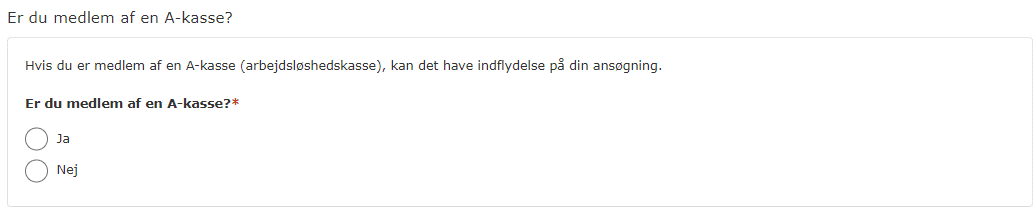 Er du medlem af en A-kasse?
Hvis du er medlem af en A-kasse (arbejdsløshedskasse), kan det have indflydelse på din ansøgning.
Er du medlem af en A-kasse?*
Ja
Nej